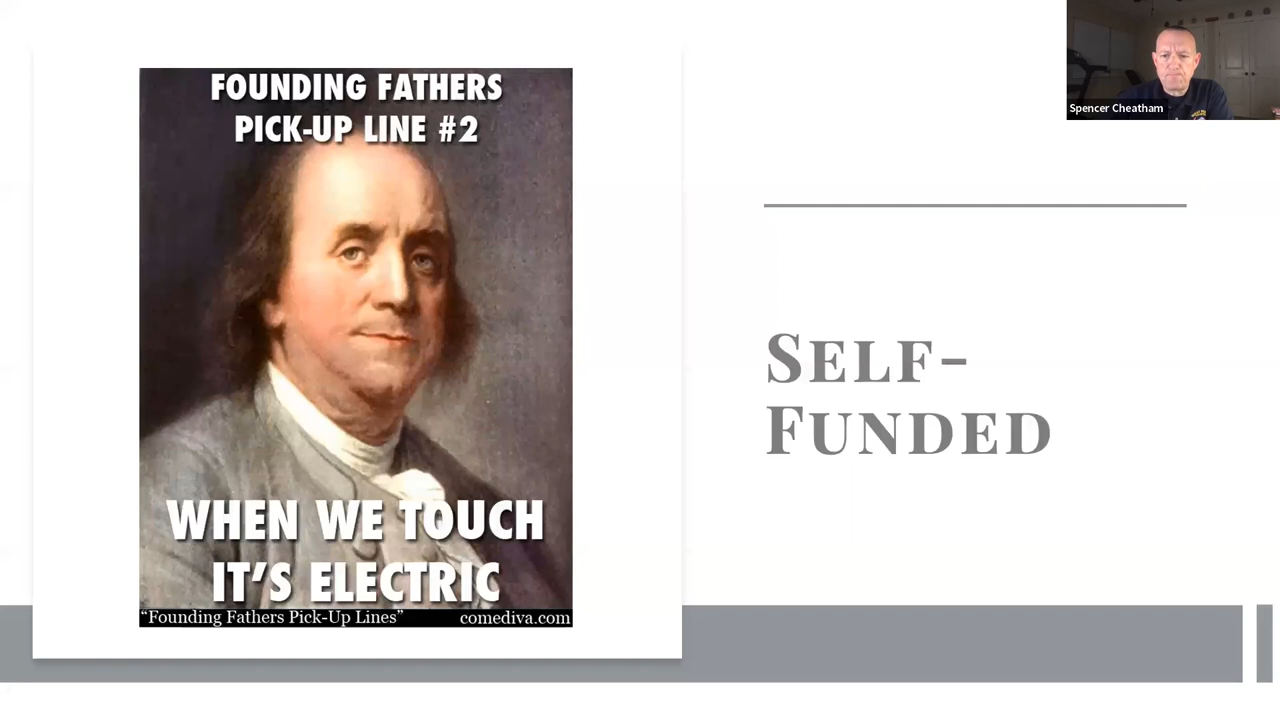 FOUNDING FATHERS
PICK-UP LINE #2
WHEN WE TOUCH
IT'S ELECTRIC
“Founding Fathers Pick-Up Lines” comediva.com
SELF-
FUNDED
Spencer Cheatham